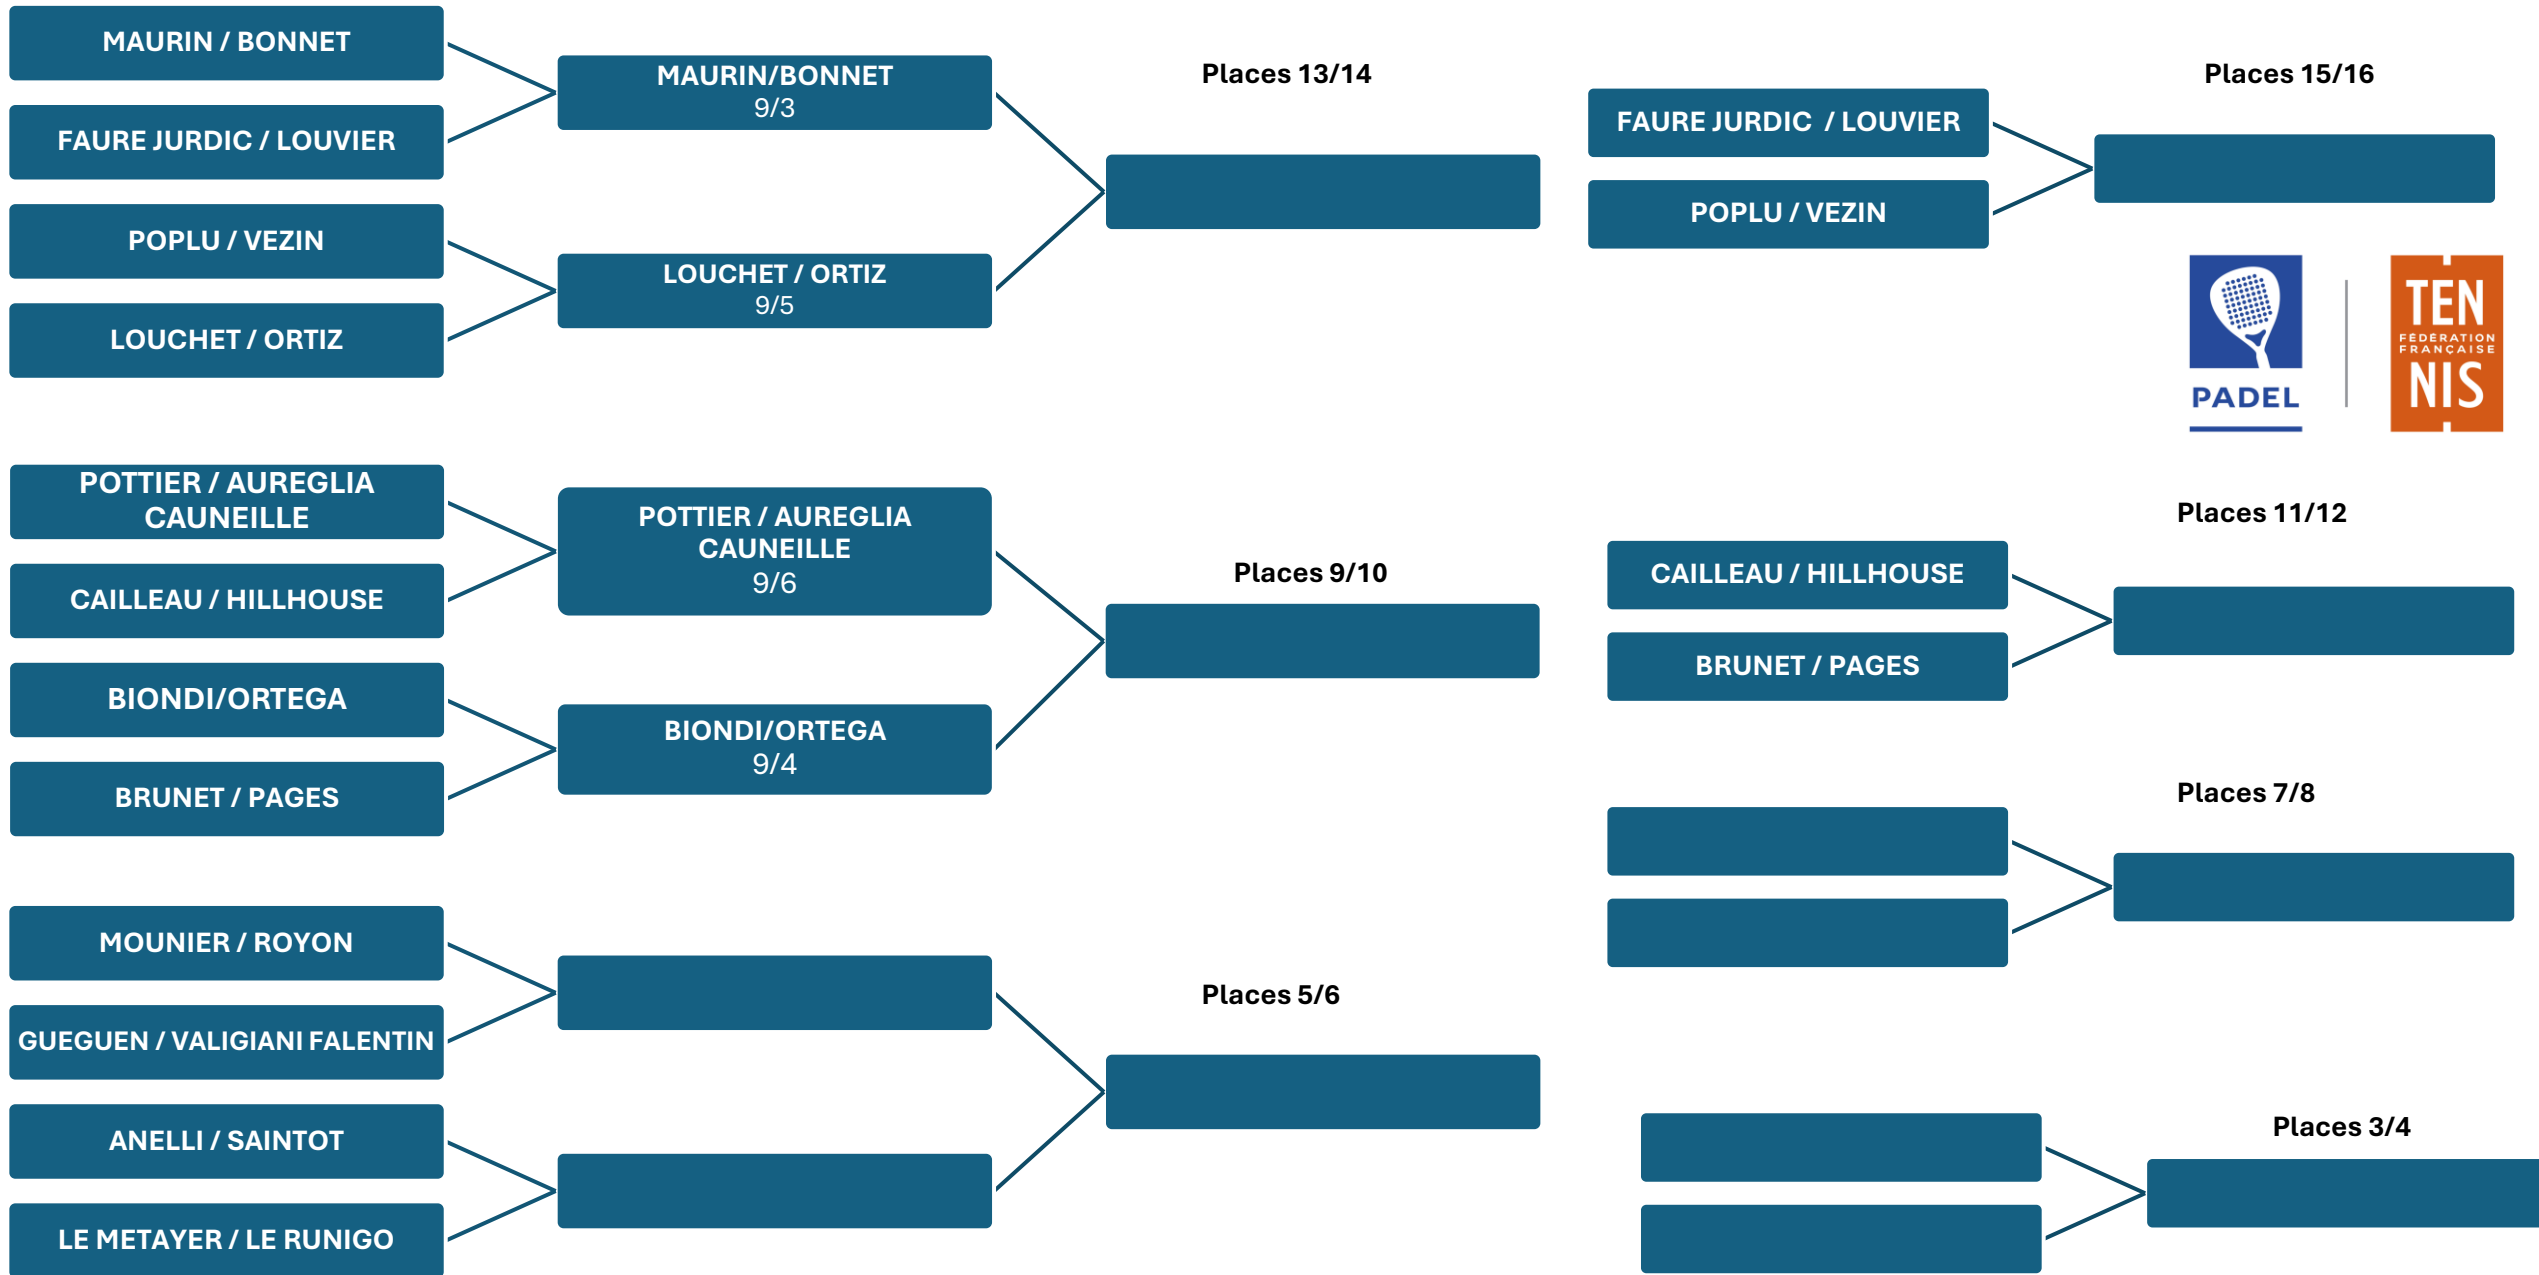 MAURIN / BONNET
FAURE JURDIC / LOUVIER
POPLU / VEZIN
LOUCHET / ORTIZ
MAURIN/BONNET
9/3
LOUCHET / ORTIZ
9/5
Places 13/14
FAURE JURDIC / LOUVIER
POPLU / VEZIN
Places 15/16
PADEL
TEN
FÉDÉRATION
FRANÇAISE
NIS
POTTIER / AUREGLIA
CAUNEILLE
CAILLEAU / HILLHOUSE
BIONDI/ORTEGA
BRUNET / PAGES
POTTIER / AUREGLIA
CAUNEILLE
9/6
BIONDI/ORTEGA
9/4
Places 9/10
CAILLEAU / HILLHOUSE
BRUNET / PAGES
Places 11/12
Places 7/8
MOUNIER / ROYON
GUEGUEN / VALIGIANI FALENTIN
ANELLI / SAINTOT
LE METAYER / LE RUNIGO
Places 5/6
Places 3/4